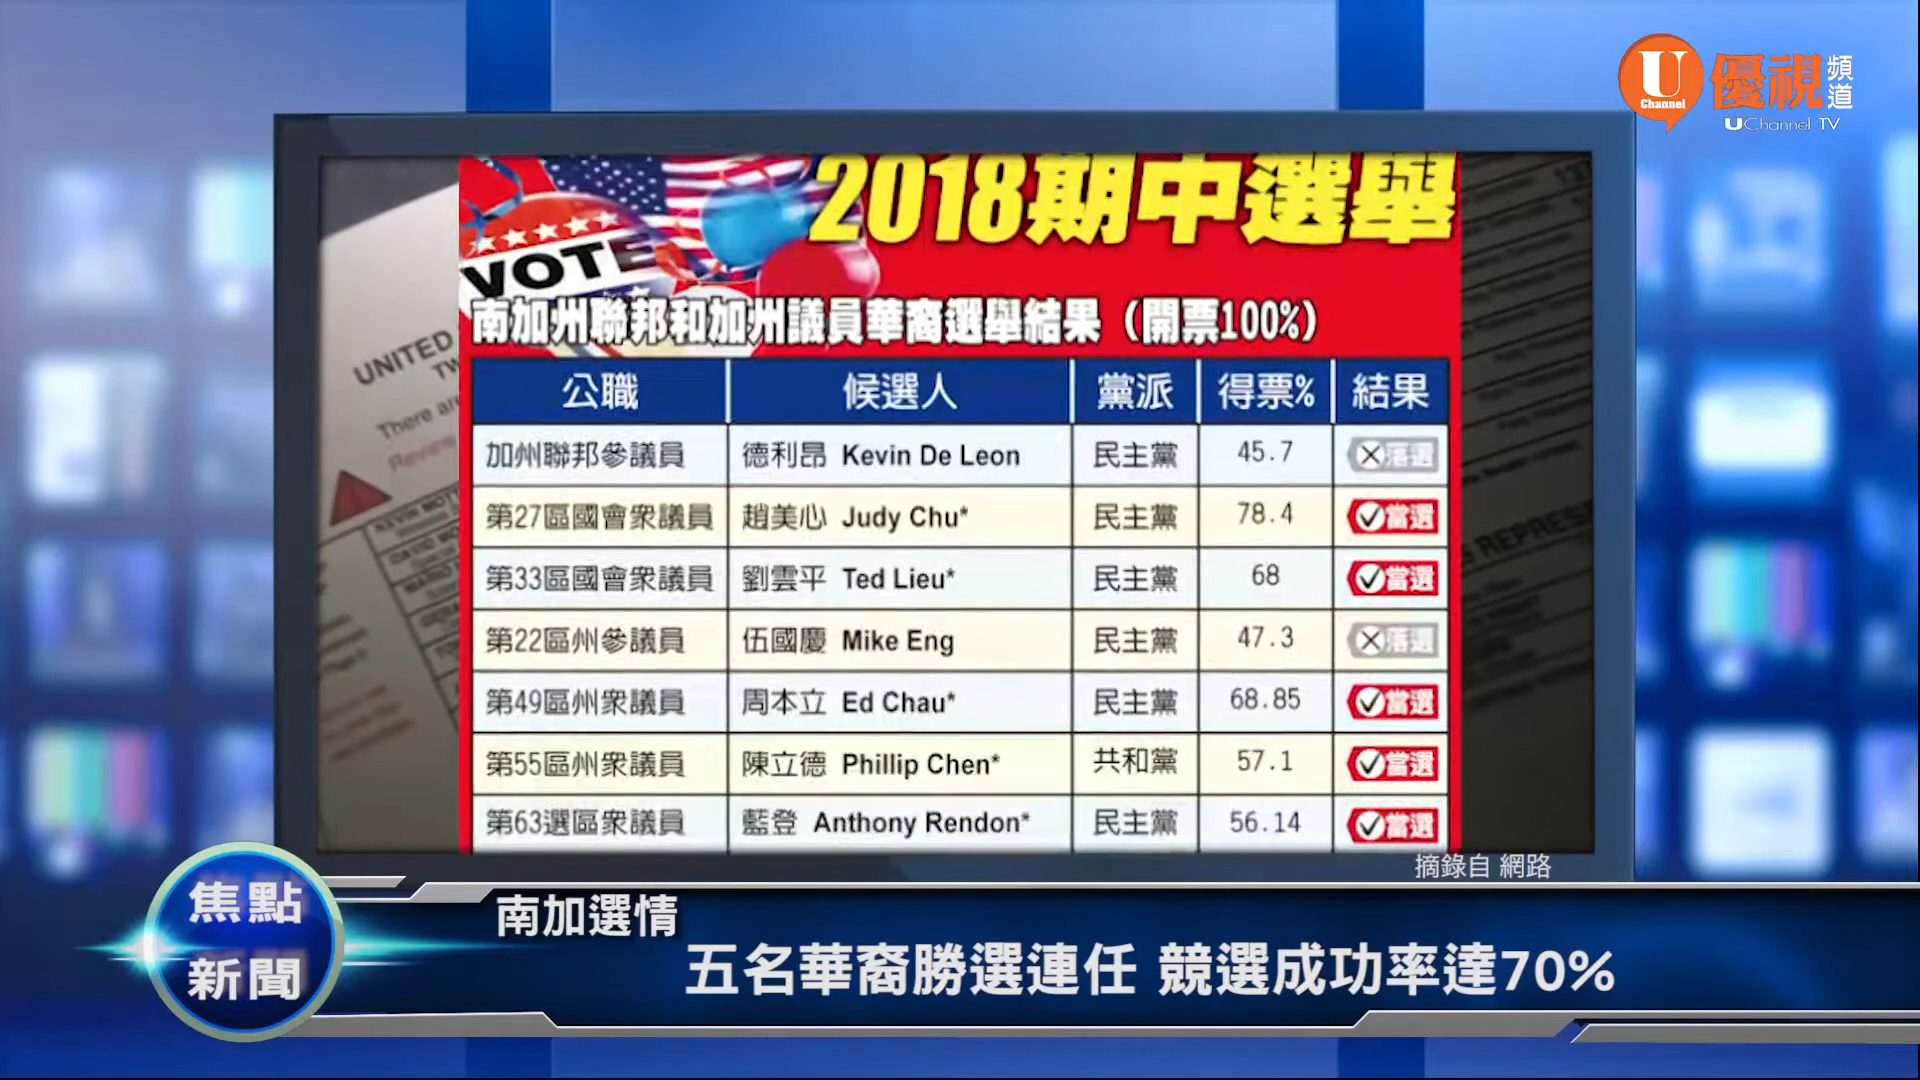 U
Channel
優視
頻道
UChannel TV
2018期中選舉
VOTE
南加州聯邦和加州議員華裔選舉結果（開票100%）
公職 候選人 黨派 得票% 結果
加州聯邦參議員 德利昂 Kevin De Leon 民主黨 45.7 落選
第27區國會衆議員 趙美心 Judy Chu* 民主黨 78.4 當選
第33區國會衆議員 劉雲平 Ted Lieu* 民主黨 68 當選
第22區州參議員 伍國慶 Mike Eng 民主黨 47.3 落選
第49區州衆議員 周本立 Ed Chau* 民主黨 68.85 當選
第55區州衆議員 陳立德 Phillip Chen* 共和黨 57.1 當選
第63選區衆議員 藍登 Anthony Rendon* 民主黨 56.14 當選
UNITED
There are
Review
摘錄自 網路
焦點
新聞
南加選情
五名華裔勝選連任 競選成功率達70%